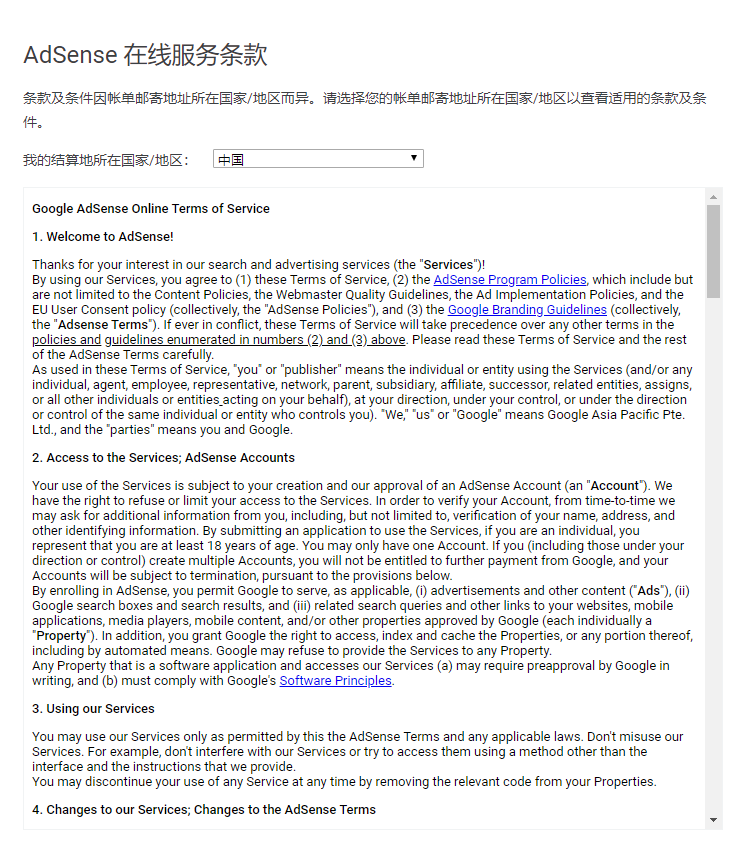 AdSense 在线服务条款
条款及条件因帐单邮寄地址所在国家/地区而异。请选择您的帐单邮寄地址所在国家/地区以查看适用的条款及条
件。
我的结算地所在国家/地区： 中国
Google AdSense Online Terms of Service
1. Welcome to AdSense!
Thanks for your interest in our search and advertising services (the "Services")!
By using our Services, you agree to (1) these Terms of Service, (2) the AdSense Program Policies, which include but
are not limited to the Content Policies, the Webmaster Quality Guidelines, the Ad Implementation Policies, and the
EU User Consent policy (collectively, the "AdSense Policies"), and (3) the Google Branding Guidelines (collectively,
the "Adsense Terms"). If ever in conflict, these Terms of Service will take precedence over any other terms in the
policies and guidelines enumerated in numbers (2) and (3) above. Please read these Terms of Service and the rest
of the AdSense Terms carefully.
As used in these Terms of Service, "you" or "publisher" means the individual or entity using the Services (and/or any
individual, agent, employee, representative, network, parent, subsidiary, affiliate, successor, related entities, assigns,
or all other individuals or entities acting on your behalf), at your direction, under your control, or under the direction
or control of the same individual or entity who controls you). "We," "us" or "Google" means Google Asia Pacific Pte.
Ltd., and the "parties" means you and Google.
2. Access to the Services; AdSense Accounts
Your use of the Services is subject to your creation and our approval of an AdSense Account (an "Account"). We
have the right to refuse or limit your access to the Services. In order to verify your Account, from time-to-time we
may ask for additional information from you, including, but not limited to, verification of your name, address, and
other identifying information. By submitting an application to use the Services, if you are an individual, you
represent that you are at least 18 years of age. You may only have one Account. If you (including those under your
direction or control) create multiple Accounts, you will not be entitled to further payment from Google, and your
Accounts will be subject to termination, pursuant to the provisions below.
By enrolling in AdSense, you permit Google to serve, as applicable, (i) advertisements and other content ("Ads"), (ii)
Google search boxes and search results, and (iii) related search queries and other links to your websites, mobile
applications, media players, mobile content, and/or other properties approved by Google (each individually a
"Property"). In addition, you grant Google the right to access, index and cache the Properties, or any portion thereof,
including by automated means. Google may refuse to provide the Services to any Property.
Any Property that is a software application and accesses our Services (a) may require preapproval by Google in
writing, and (b) must comply with Google's Software Principles.
3. Using our Services
You may use our Services only as permitted by this the AdSense Terms and any applicable laws. Don't misuse our
Services. For example, don't interfere with our Services or try to access them using a method other than the
interface and the instructions that we provide.
You may discontinue your use of any Service at any time by removing the relevant code from your Properties.
4. Changes to our Services; Changes to the AdSense Terms